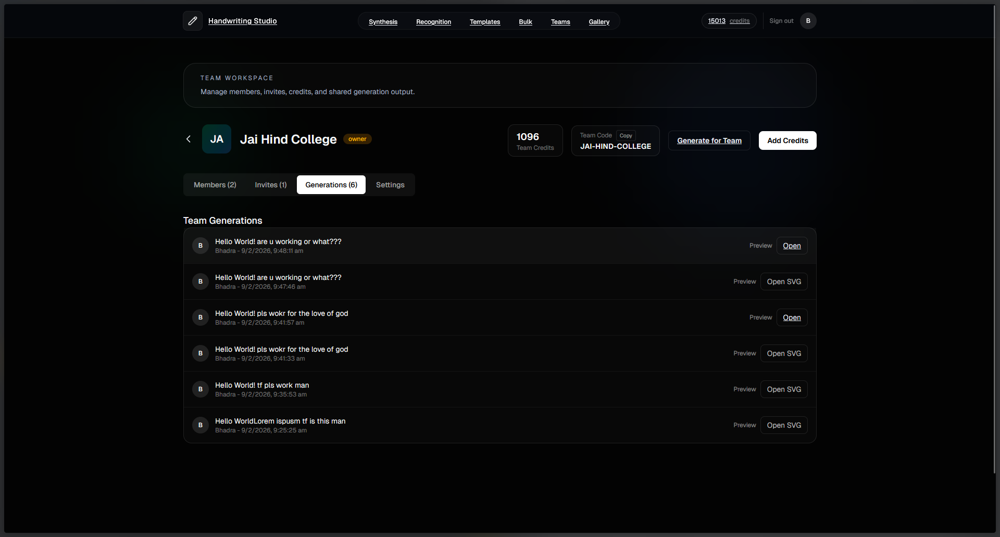 Handwriting Studio
Synthesis Recognition Templates Bulk Teams Gallery
15013 credits Sign out B
TEAM WORKSPACE
Manage members, invites, credits, and shared generation output.
JA Jai Hind College owner
1096
Team Credits
Team Code Copy
JAI-HIND-COLLEGE
Generate for Team
Add Credits
Members (2) Invites (1) Generations (6) Settings
Team Generations
B Hello World! are u working or what???
Bhadra - 9/2/2026, 9:48:11 am
Preview Open
B Hello World! are u working or what???
Bhadra - 9/2/2026, 9:47:46 am
Preview Open SVG
B Hello World! pls wokr for the love of god
Bhadra - 9/2/2026, 9:41:57 am
Preview Open
B Hello World! pls wokr for the love of god
Bhadra - 9/2/2026, 9:41:33 am
Preview Open SVG
B Hello World! tf pls work man
Bhadra - 9/2/2026, 9:35:53 am
Preview Open SVG
B Hello WorldLorem ispusm tf is this man
Bhadra - 9/2/2026, 9:25:25 am
Preview Open SVG